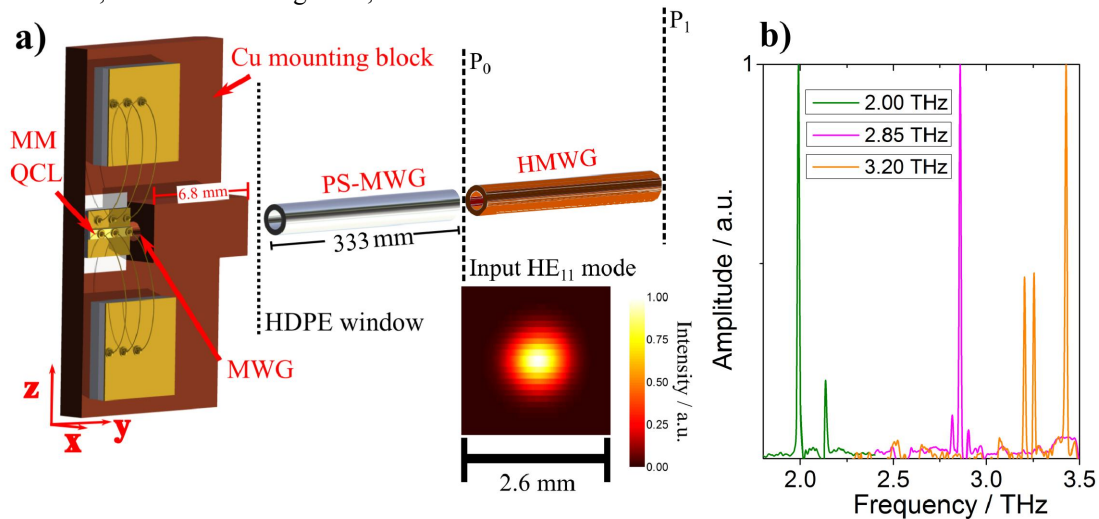 a)
Cu mounting block
MM
QCL
6.8 mm
PS-MWG
333 mm
HMWG
P0
P1
HDPE window
MWG
z
x
y
Input HE11 mode
1.00
0.75
0.50
0.25
0.00
Intensity / a.u.
2.6 mm
b)
1
2.00 THz
2.85 THz
3.20 THz
Amplitude / a.u.
2.0 2.5 3.0 3.5
Frequency / THz